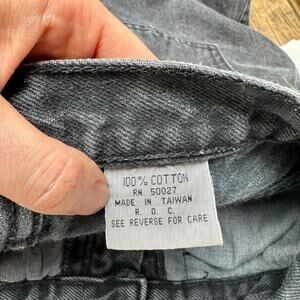 100% COTTON
RN 50027
MADE IN TAIWAN
R. O. C.
SEE REVERSE FOR CARE